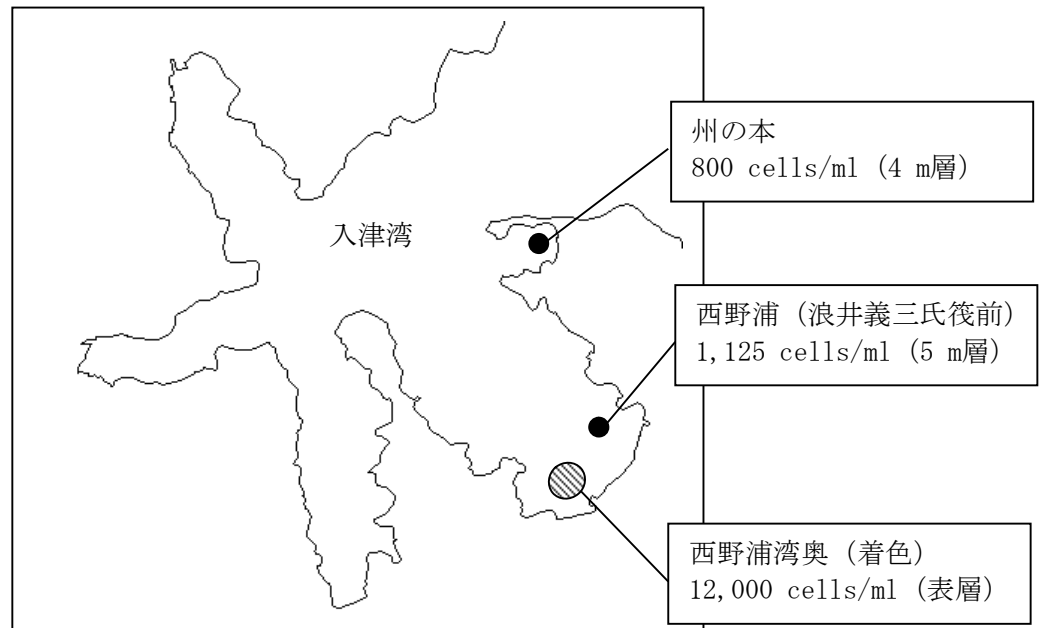 州の本
800 cells/ml (4 m層)
入津湾
西野浦 (浪井義三氏筏前)
1,125 cells/ml (5 m層)
西野浦湾奥 (着色)
12,000 cells/ml (表層)